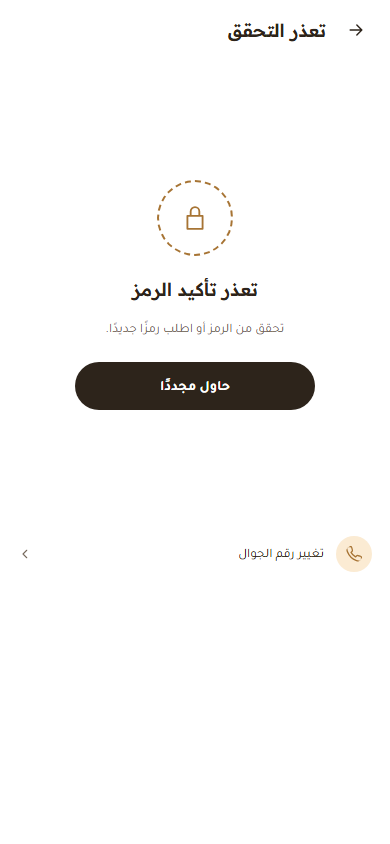 تعذر التحقق
تعذر تأكيد الرمز
تحقق من الرمز أو اطلب رمزًا جديدًا.
حاول مجددًا
تغيير رقم الجوال